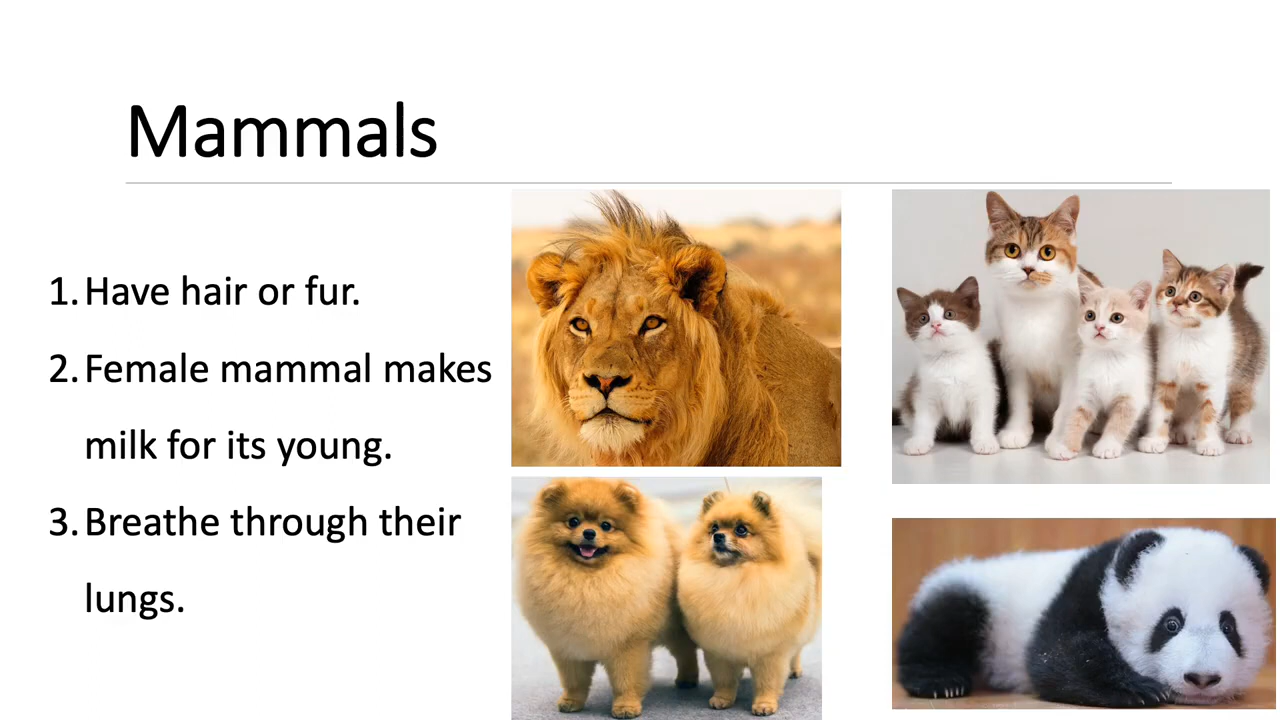 Mammals
1. Have hair or fur.
2. Female mammal makes
milk for its young.
3. Breathe through their
lungs.